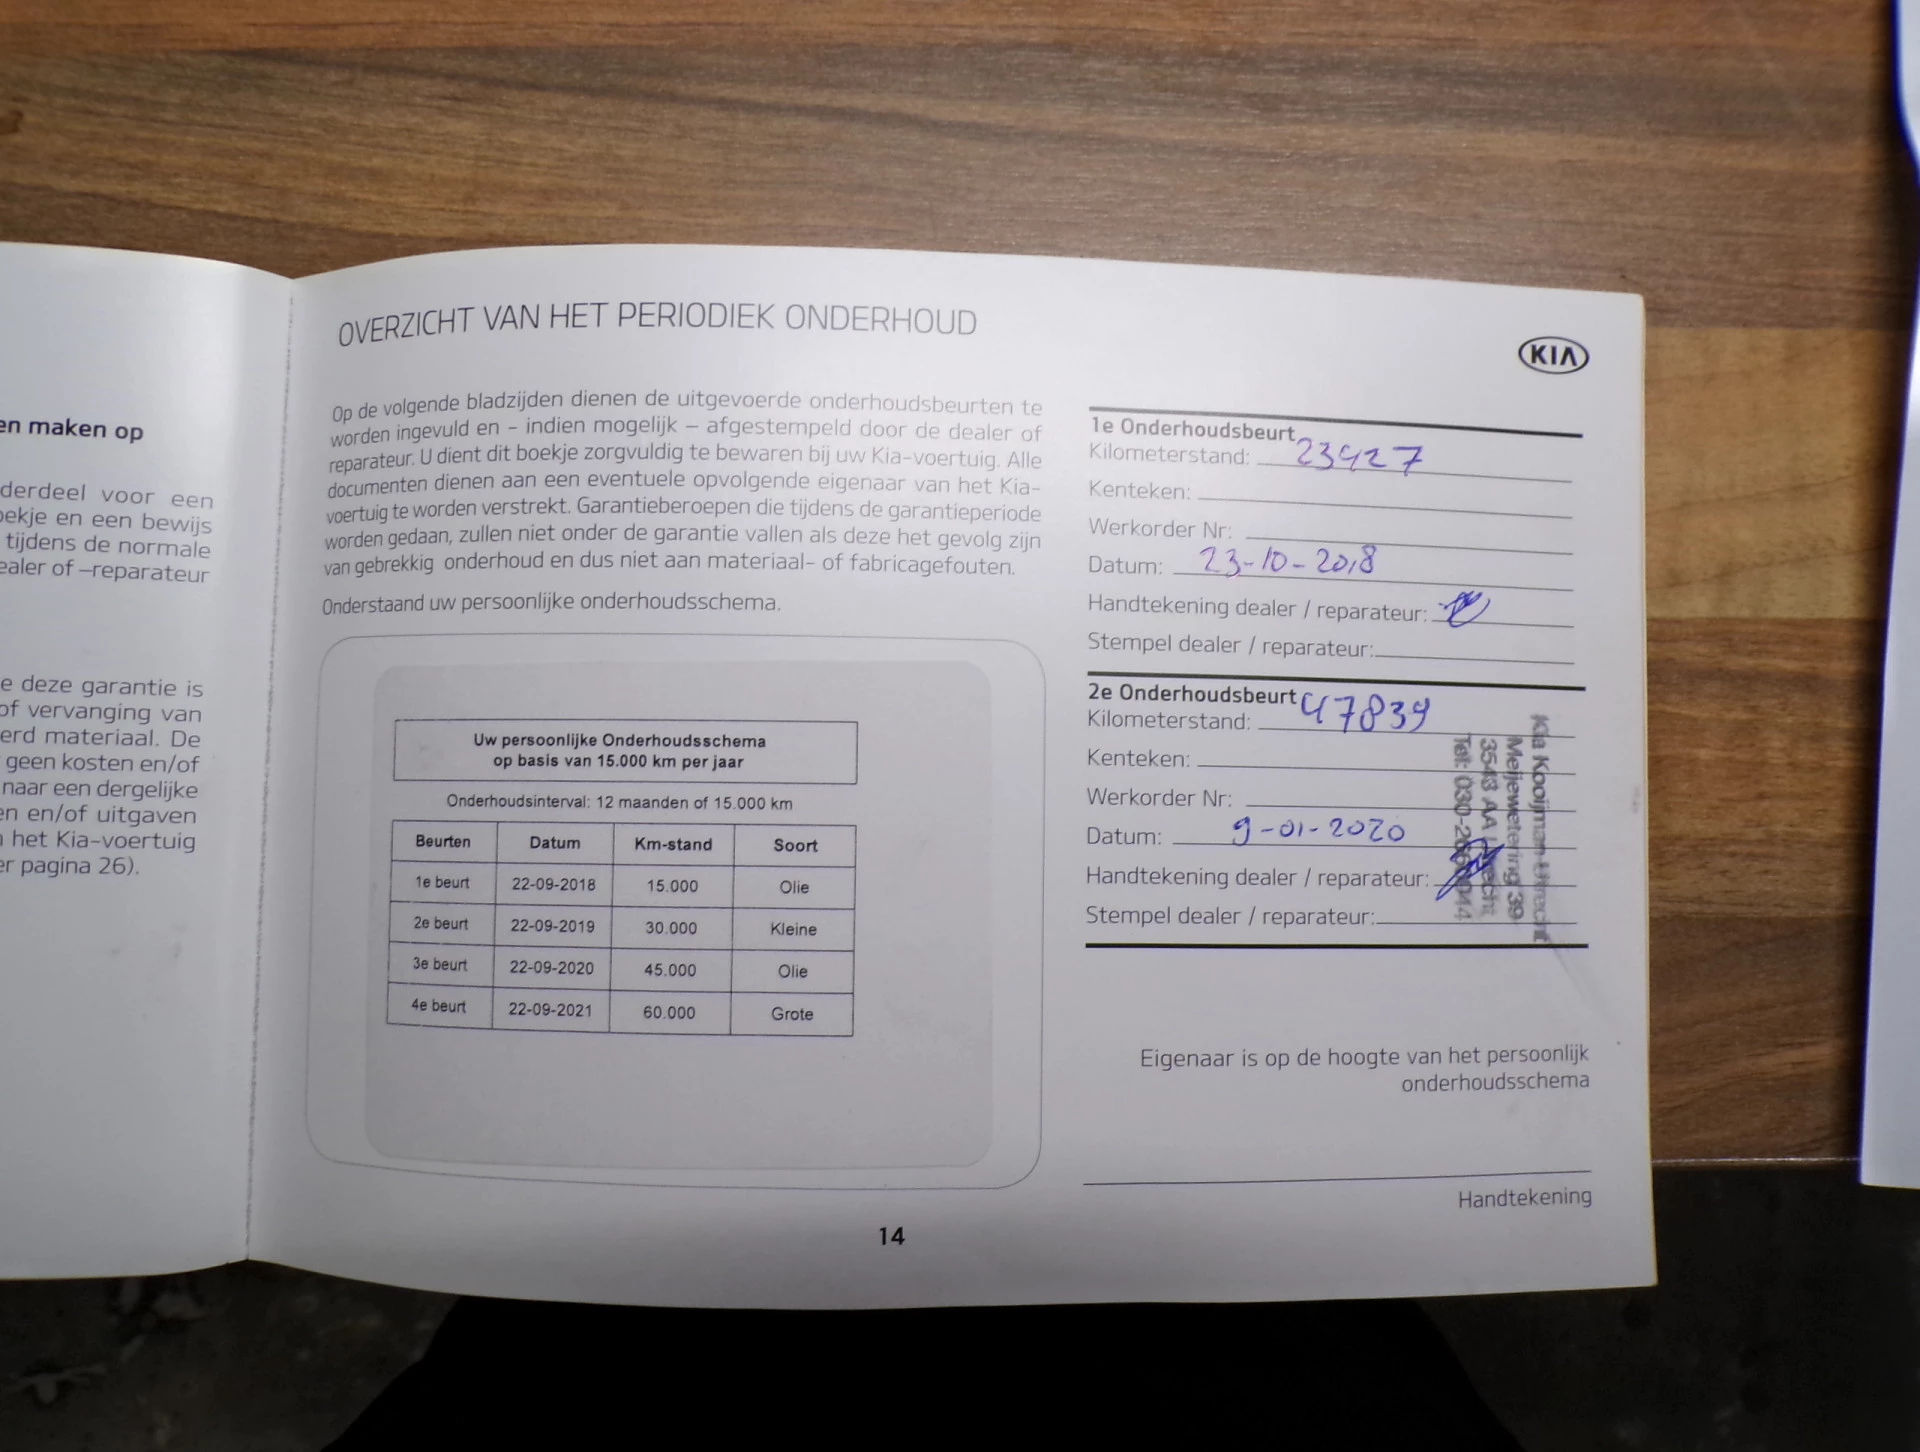 en maken op
derdeel voor een
oekje en een bewijs
tijdens de normale
ealer of –reparateur
e deze garantie is
of vervanging van
erd materiaal. De
geen kosten en/of
naar een dergelijke
en en/of uitgaven
het Kia-voertuig
er pagina 26).
OVERZICHT VAN HET PERIODIEK ONDERHOUD
Op de volgende bladzijden dienen de uitgevoerde onderhoudsbeurten te
worden ingevuld en – indien mogelijk – afgestempeld door de dealer of
reparateur. U dient dit boekje zorgvuldig te bewaren bij uw Kia-voertuig. Alle
documenten dienen aan een eventuele opvolgende eigenaar van het Kia-
voertuig te worden verstrekt. Garantieberoepen die tijdens de garantieperiode
worden gedaan, zullen niet onder de garantie vallen als deze het gevolg zijn
van gebrekkig onderhoud en dus niet aan materiaal- of fabricagefouten.
Onderstaand uw persoonlijke onderhoudsschema.
Uw persoonlijke Onderhoudsschema
op basis van 15.000 km per jaar
Onderhoudsinterval: 12 maanden of 15.000 km
Beurten Datum Km-stand Soort
1e beurt 22-09-2018 15.000 Olie
2e beurt 22-09-2019 30.000 Kleine
3e beurt 22-09-2020 45.000 Olie
4e beurt 22-09-2021 60.000 Grote
KIA
1e Onderhoudsbeurt
Kilometerstand: 23427
Kenteken:
Werkorder Nr:
Datum: 23-10-2018
Handtekening dealer / reparateur:
Stempel dealer / reparateur:
2e Onderhoudsbeurt
Kilometerstand: 47839
Kenteken:
Werkorder Nr:
Datum: 9-01-2020
Handtekening dealer / reparateur:
Stempel dealer / reparateur:
Kia Kooijman Utrecht
Meijewetering 39
3543 AA Utrecht
Tel: 030-
Eigenaar is op de hoogte van het persoonlijk
onderhoudsschema
Handtekening
14